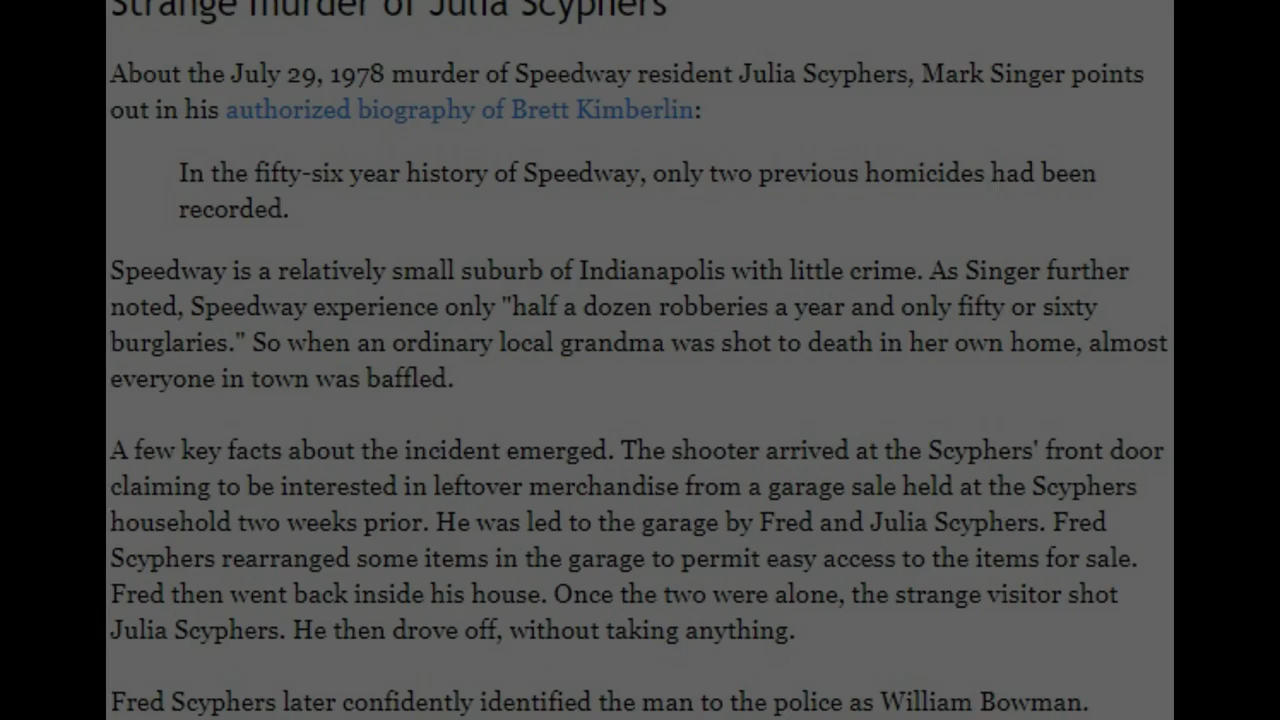 Strange murder of Julia Scyphers
About the July 29, 1978 murder of Speedway resident Julia Scyphers, Mark Singer points
out in his authorized biography of Brett Kimberlin:
In the fifty-six year history of Speedway, only two previous homicides had been
recorded.
Speedway is a relatively small suburb of Indianapolis with little crime. As Singer further
noted, Speedway experience only "half a dozen robberies a year and only fifty or sixty
burglaries." So when an ordinary local grandma was shot to death in her own home, almost
everyone in town was baffled.
A few key facts about the incident emerged. The shooter arrived at the Scyphers' front door
claiming to be interested in leftover merchandise from a garage sale held at the Scyphers
household two weeks prior. He was led to the garage by Fred and Julia Scyphers. Fred
Scyphers rearranged some items in the garage to permit easy access to the items for sale.
Fred then went back inside his house. Once the two were alone, the strange visitor shot
Julia Scyphers. He then drove off, without taking anything.
Fred Scyphers later confidently identified the man to the police as William Bowman.